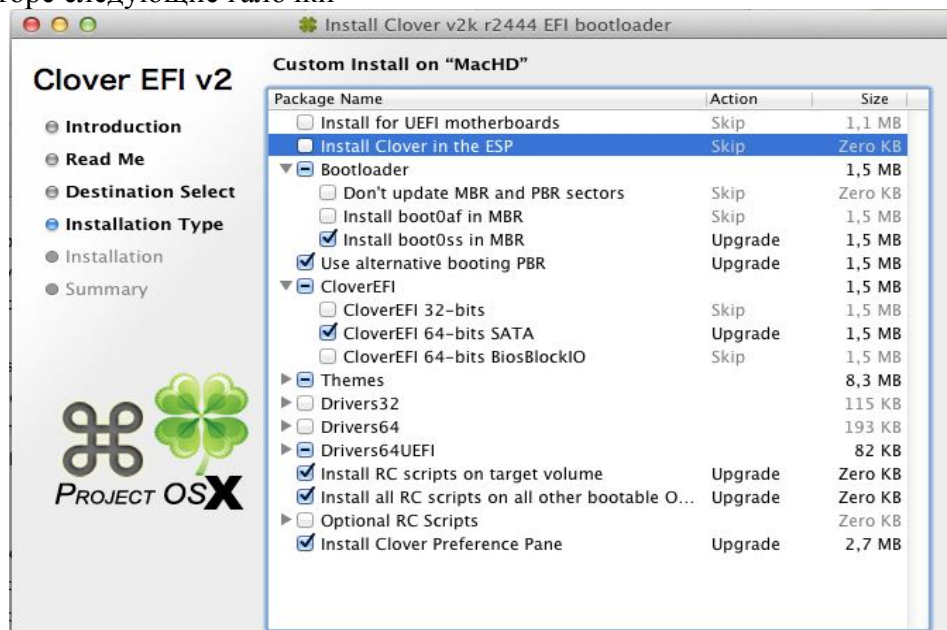 следующие галочки
Install Clover v2k r2444 EFI bootloader
Clover EFI v2
Introduction
Read Me
Destination Select
Installation Type
Installation
Summary
PROJECT OSX
Custom Install on “MacHD”
Package Name Action Size
Install for UEFI motherboards Skip 1,1 MB
Install Clover in the ESP Skip Zero KB
Bootloader 1,5 MB
Don't update MBR and PBR sectors Skip Zero KB
Install boot0af in MBR Skip 1,5 MB
Install boot0ss in MBR Upgrade 1,5 MB
Use alternative booting PBR Upgrade 1,5 MB
CloverEFI 1,5 MB
CloverEFI 32-bits Skip 1,5 MB
CloverEFI 64-bits SATA Upgrade 1,5 MB
CloverEFI 64-bits BiosBlockIO Skip 1,5 MB
Themes 8,3 MB
Drivers32 115 KB
Drivers64 193 KB
Drivers64UEFI 82 KB
Install RC scripts on target volume Upgrade Zero KB
Install all RC scripts on all other bootable O... Upgrade Zero KB
Optional RC Scripts Zero KB
Install Clover Preference Pane Upgrade 2,7 MB